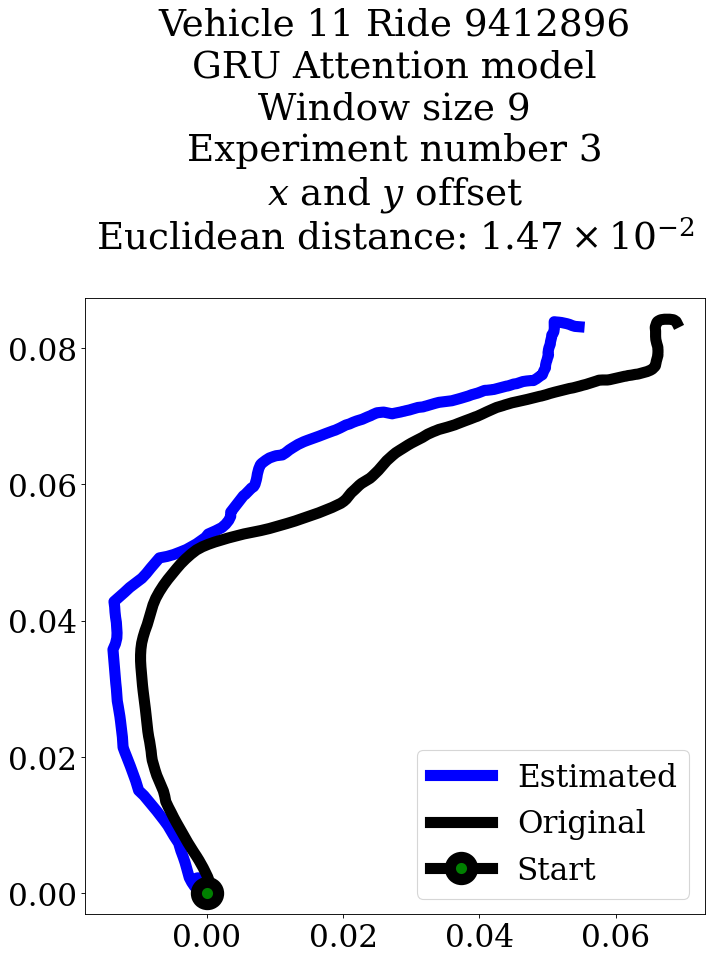 Vehicle 11 Ride 9412896
GRU Attention model
Window size 9
Experiment number 3
x and y offset
Euclidean distance: 1.47 × 10⁻²
0.08
0.06
0.04
0.02
0.00
Estimated
Original
Start
0.00 0.02 0.04 0.06